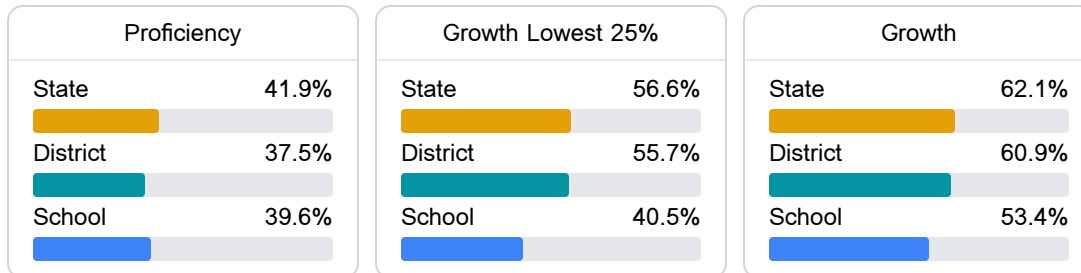 Proficiency
State 41.9%
District 37.5%
School 39.6%
Growth Lowest 25%
State 56.6%
District 55.7%
School 40.5%
Growth
State 62.1%
District 60.9%
School 53.4%